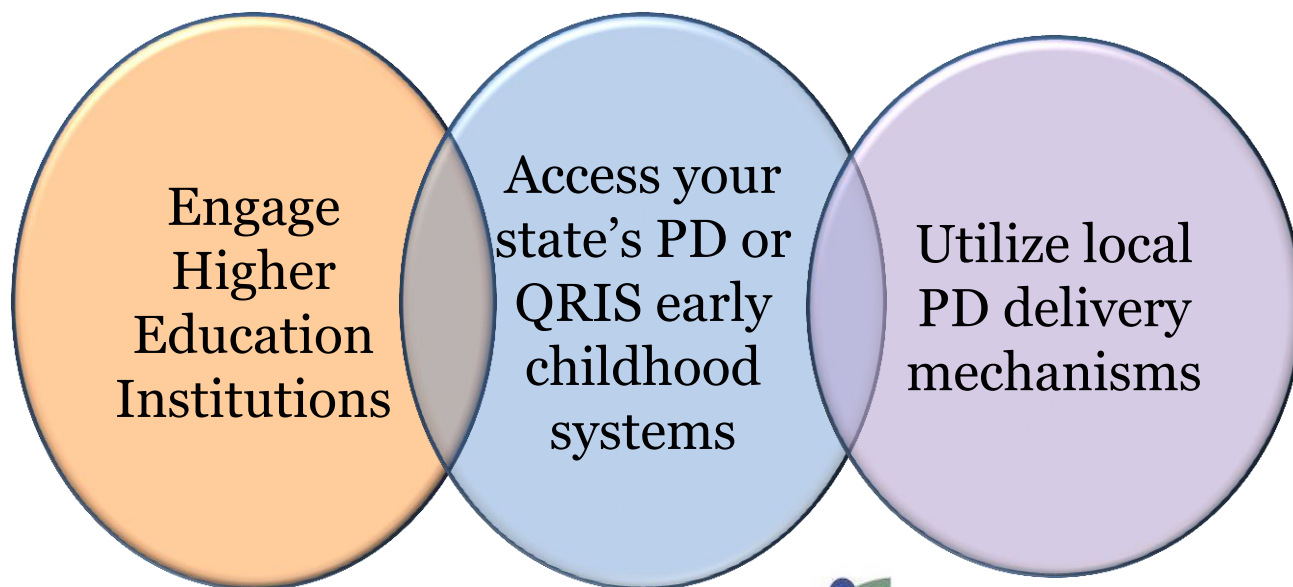 Engage
Higher
Education
Institutions
Access your
state’s PD or
QRIS early
childhood
systems
Utilize local
PD delivery
mechanisms